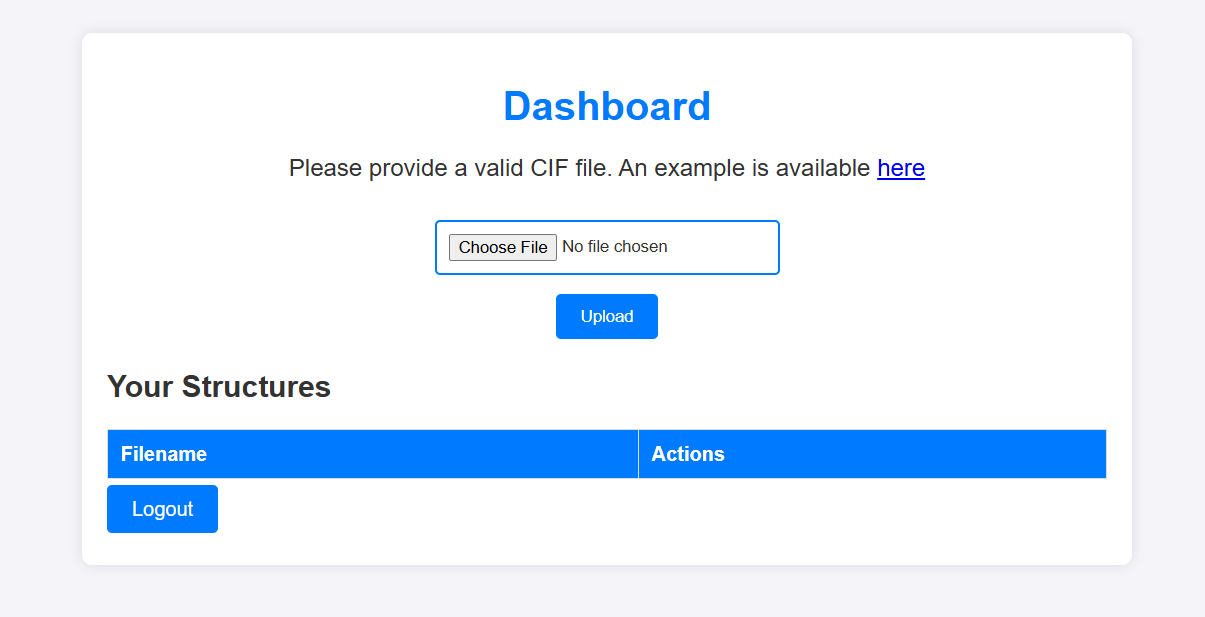 Dashboard
Please provide a valid CIF file. An example is available here
Choose File No file chosen
Upload
Your Structures
Filename Actions
Logout